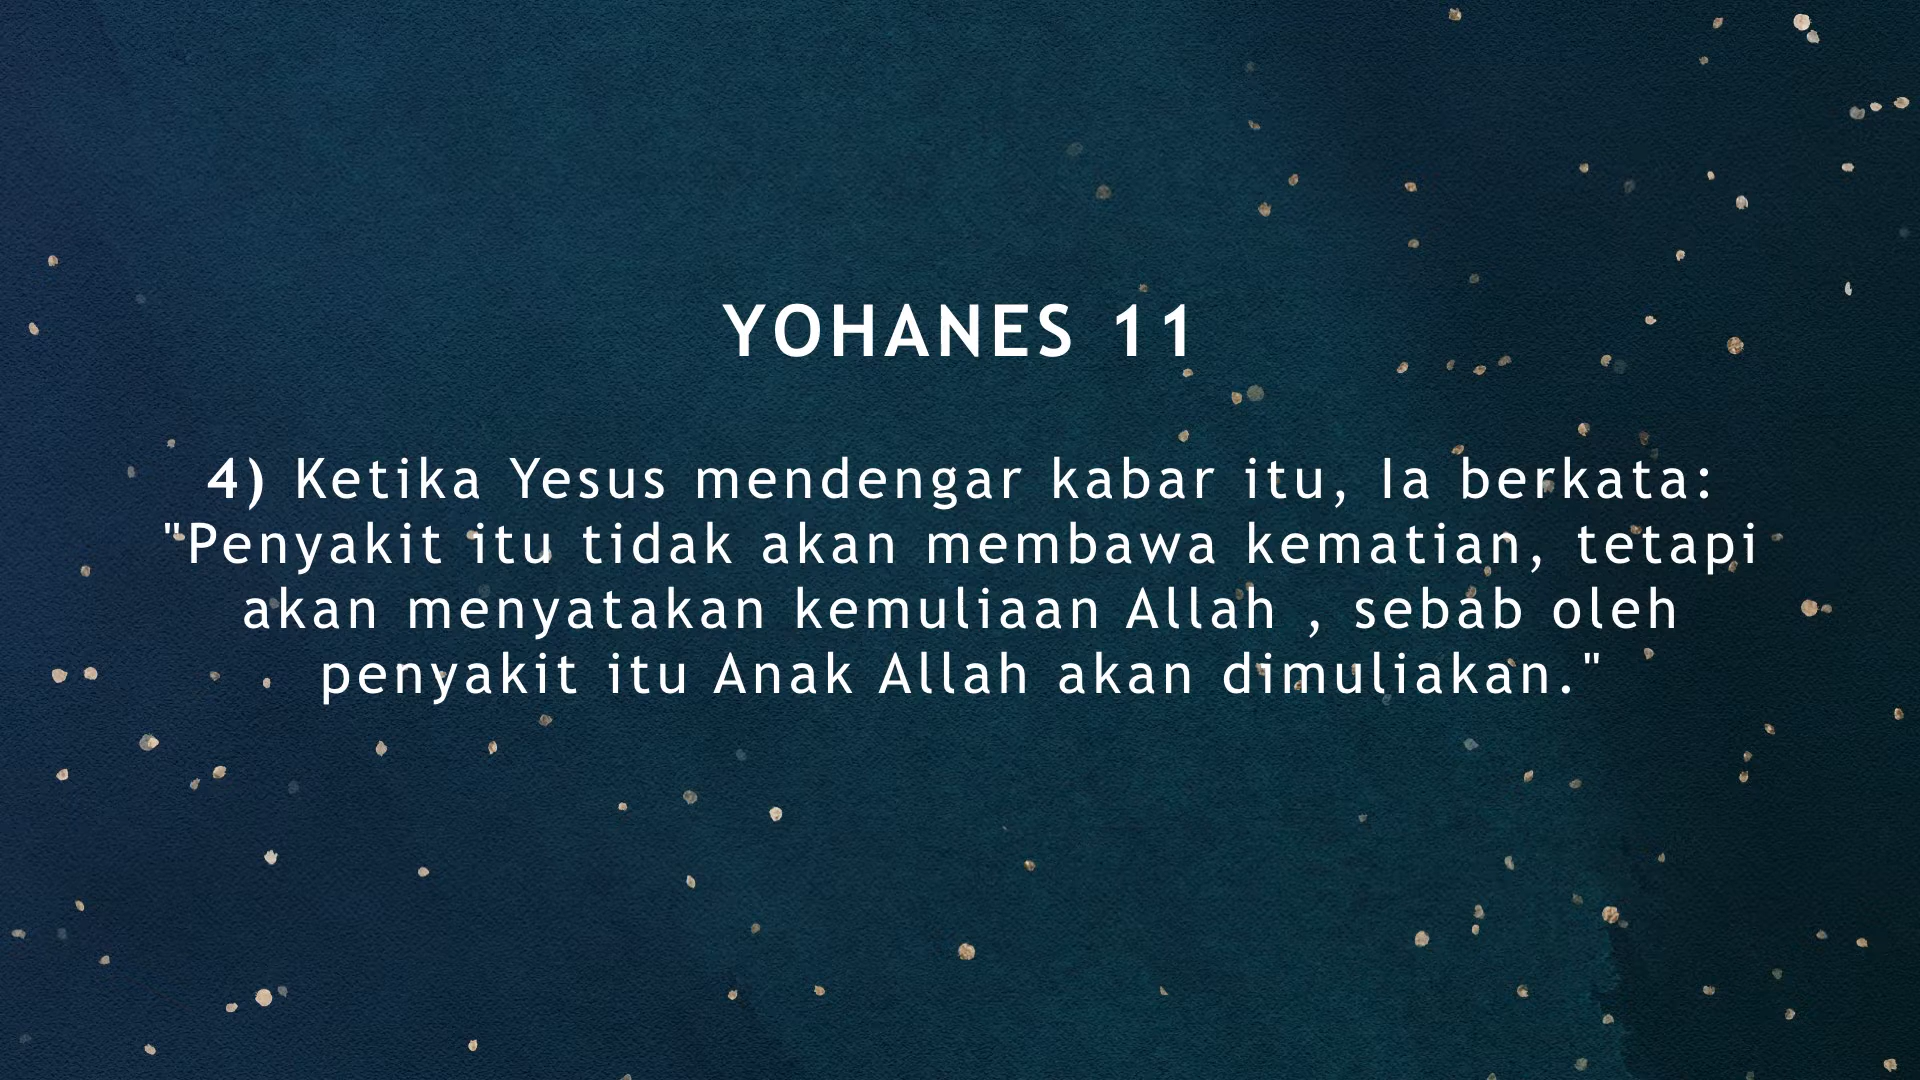 YOHANES 11
4) Ketika Yesus mendengar kabar itu, Ia berkata:
"Penyakit itu tidak akan membawa kematian, tetapi
akan menyatakan kemuliaan Allah , sebab oleh
penyakit itu Anak Allah akan dimuliakan."